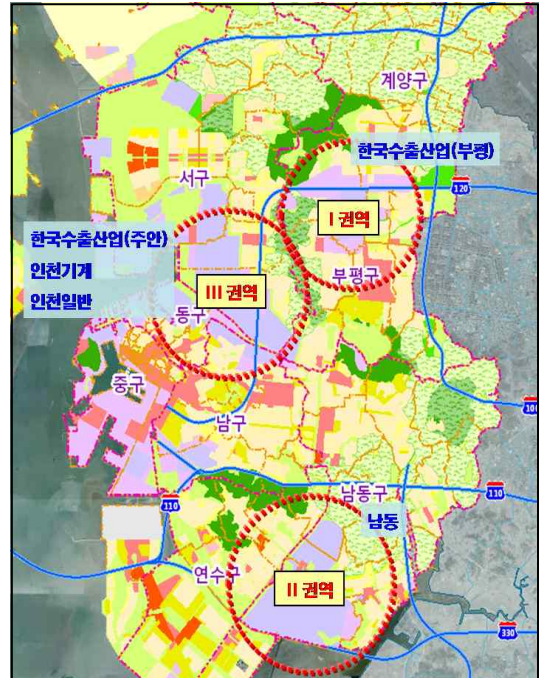 계양구
한국수출산업(부평)
서구
120
I 권역
한국수출산업(주안)
인천기계
인천일반
III 권역
부평구
동구
중구
남구
100
남동구
110
110
남동
연수구
II 권역
330